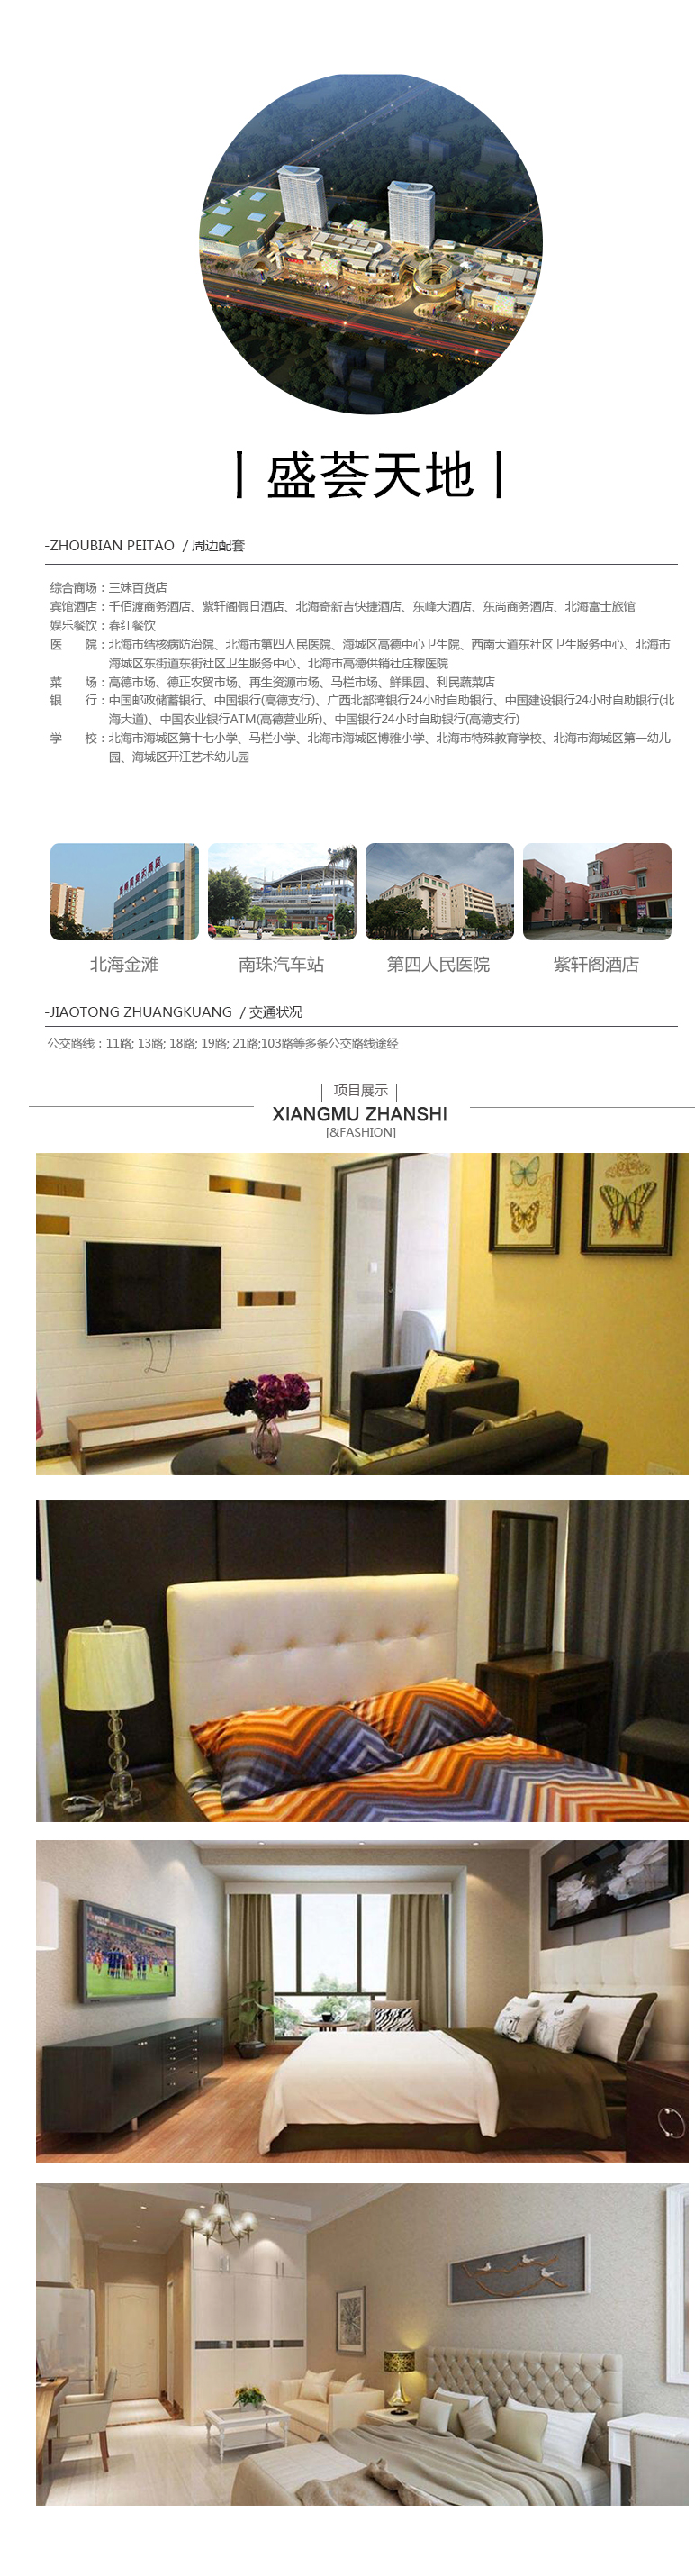 丨盛荟天地丨
-ZHOUBIAN PEITAO / 周边配套
综合商场：三妹百货店
宾馆酒店：千佰渡商务酒店、紫轩阁假日酒店、北海奇新吉快捷酒店、东峰大酒店、东尚商务酒店、北海富士旅馆
娱乐餐饮：春红餐饮
医　　院：北海市结核病防治院、北海市第四人民医院、海城区高德中心卫生院、西南大道东社区卫生服务中心、北海市
海城区东街道东街社区卫生服务中心、北海市高德供销社庄稼医院
菜　　场：高德市场、德正农贸市场、再生资源市场、马栏市场、鲜果园、利民蔬菜店
银　　行：中国邮政储蓄银行、中国银行(高德支行)、广西北部湾银行24小时自助银行、中国建设银行24小时自助银行(北
海大道)、中国农业银行ATM(高德营业所)、中国银行24小时自助银行(高德支行)
学　　校：北海市海城区第十七小学、马栏小学、北海市海城区博雅小学、北海市特殊教育学校、北海市海城区第一幼儿
园、海城区开江艺术幼儿园
北海金滩
南珠汽车站
第四人民医院
紫轩阁酒店
-JIAOTONG ZHUANGKUANG / 交通状况
公交路线：11路; 13路; 18路; 19路; 21路;103路等多条公交路线途经
项目展示
XIANGMU ZHANSHI
[&FASHION]